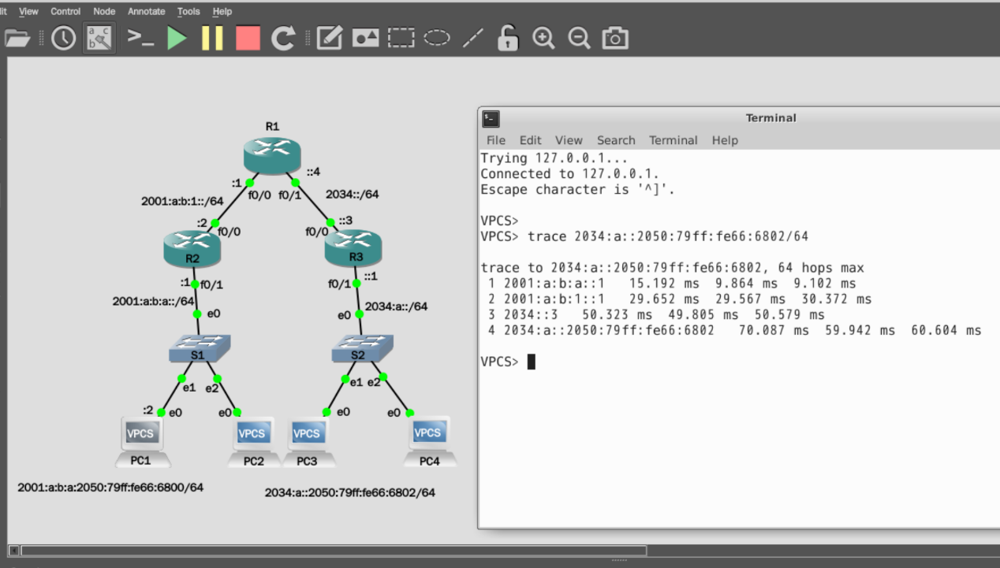 View Control Node Annotate Tools Help
R1
::4
:1
f0/0 f0/1
2034::/64
2001:a:b:1::/64
:2
f0/0
f0/0
::3
R2
R3
:1
f0/1
f0/1
::1
2001:a:b:a::/64
2034:a::/64
e0
e0
S1
S2
e1 e2
e1 e2
:2
e0
e0
e0
e0
VPCS
VPCS
VPCS
VPCS
PC1
PC2
PC3
PC4
2001:a:b:a:2050:79ff:fe66:6800/64
2034:a::2050:79ff:fe66:6802/64
Terminal
File Edit View Search Terminal Help
Trying 127.0.0.1...
Connected to 127.0.0.1.
Escape character is '^]'.
VPCS>
VPCS> trace 2034:a::2050:79ff:fe66:6802/64
trace to 2034:a::2050:79ff:fe66:6802, 64 hops max
1 2001:a:b:a::1 15.192 ms 9.864 ms 9.102 ms
2 2001:a:b:1::1 29.652 ms 29.567 ms 30.372 ms
3 2034::3 50.323 ms 49.805 ms 50.579 ms
4 2034:a::2050:79ff:fe66:6802 70.087 ms 59.942 ms 60.604 ms
VPCS>